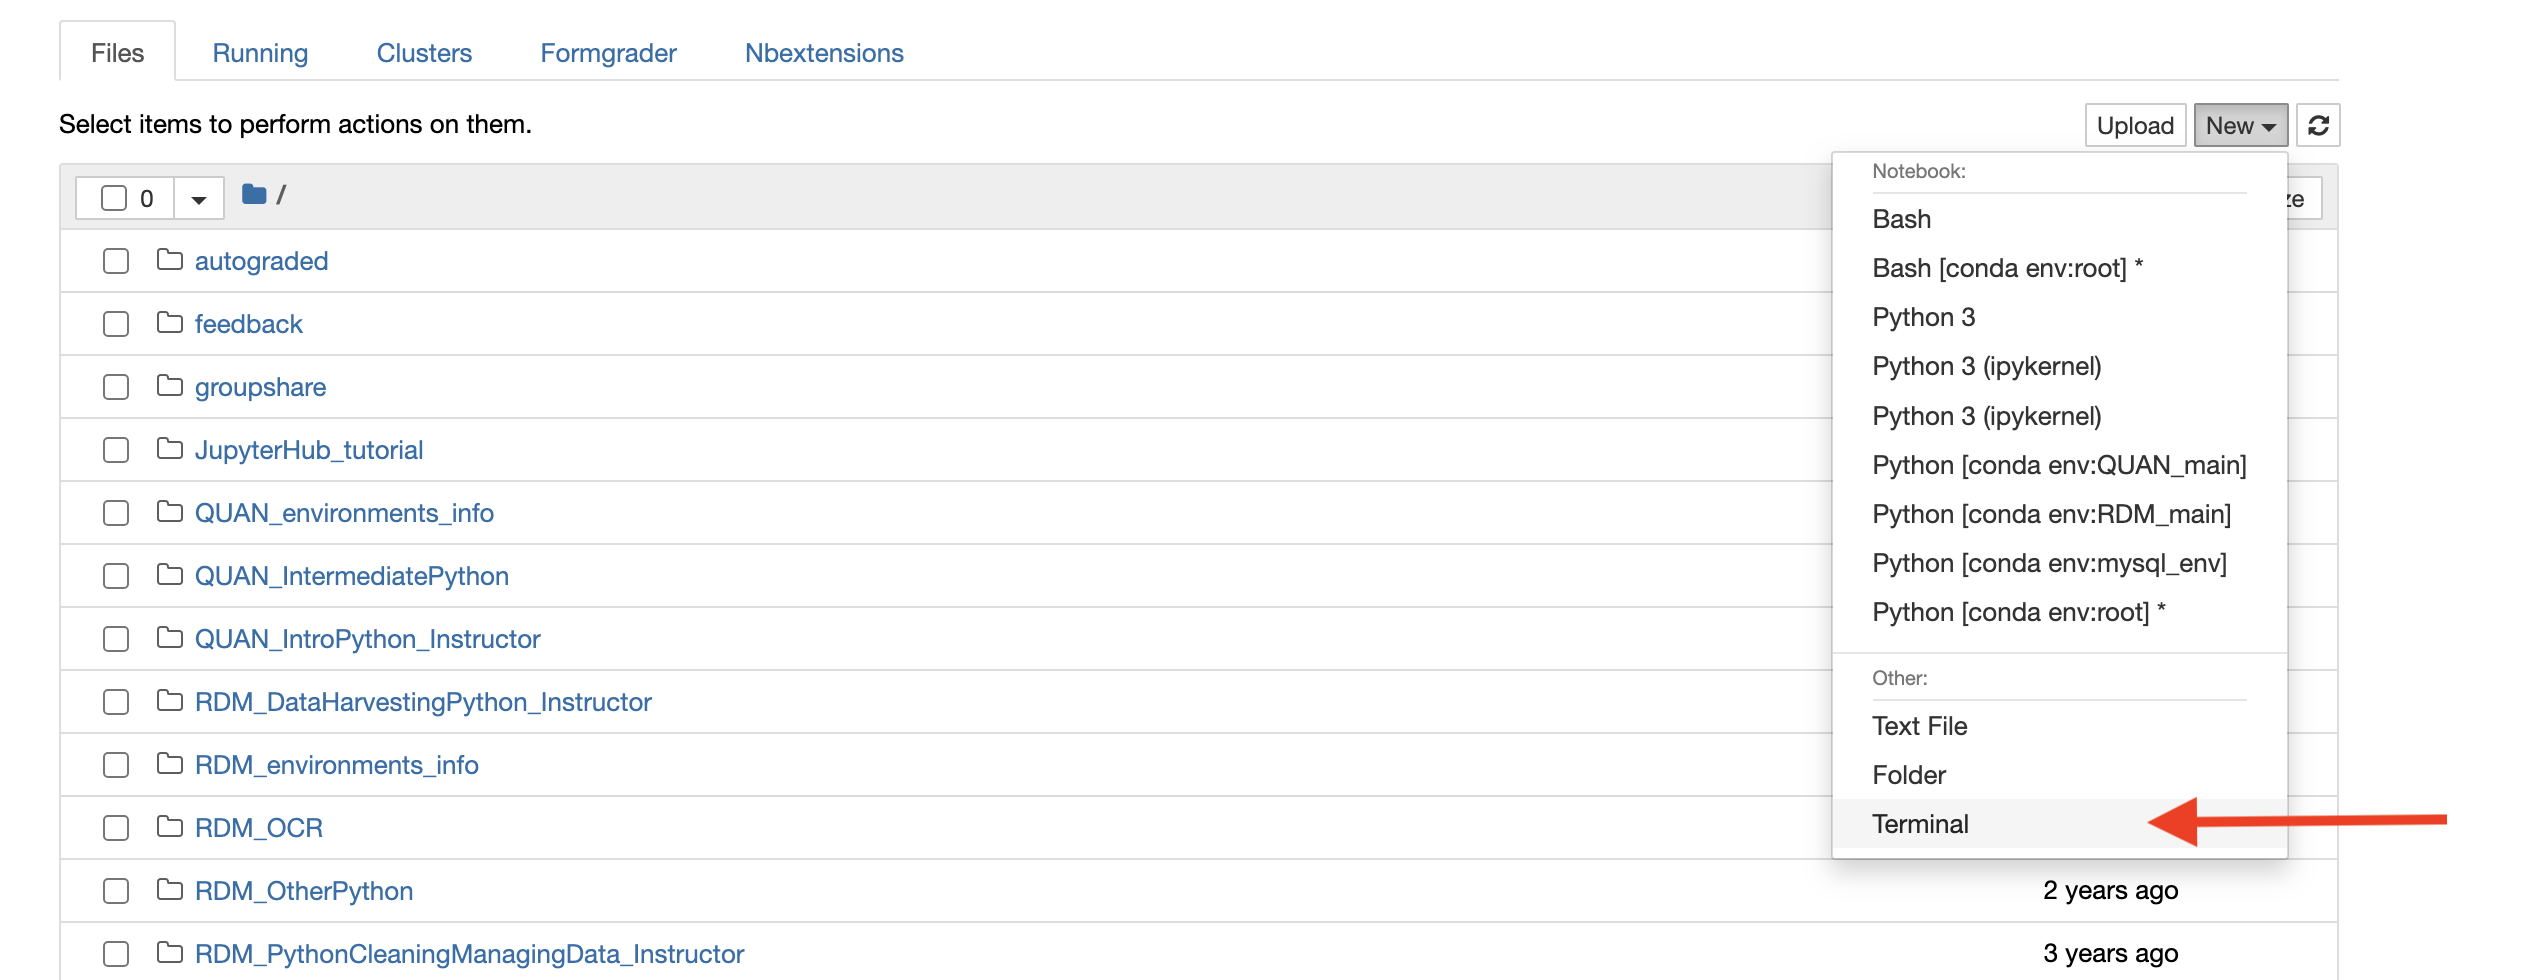 Files Running Clusters Formgrader Nbextensions
Select items to perform actions on them.
Upload New
0 /
Notebook:
Bash
Bash [conda env:root] *
Python 3
Python 3 (ipykernel)
Python 3 (ipykernel)
Python [conda env:QUAN_main]
Python [conda env:RDM_main]
Python [conda env:mysql_env]
Python [conda env:root] *
Other:
Text File
Folder
Terminal
autograded
feedback
groupshare
JupyterHub_tutorial
QUAN_environments_info
QUAN_IntermediatePython
QUAN_IntroPython_Instructor
RDM_DataHarvestingPython_Instructor
RDM_environments_info
RDM_OCR
RDM_OtherPython 2 years ago
RDM_PythonCleaningManagingData_Instructor 3 years ago